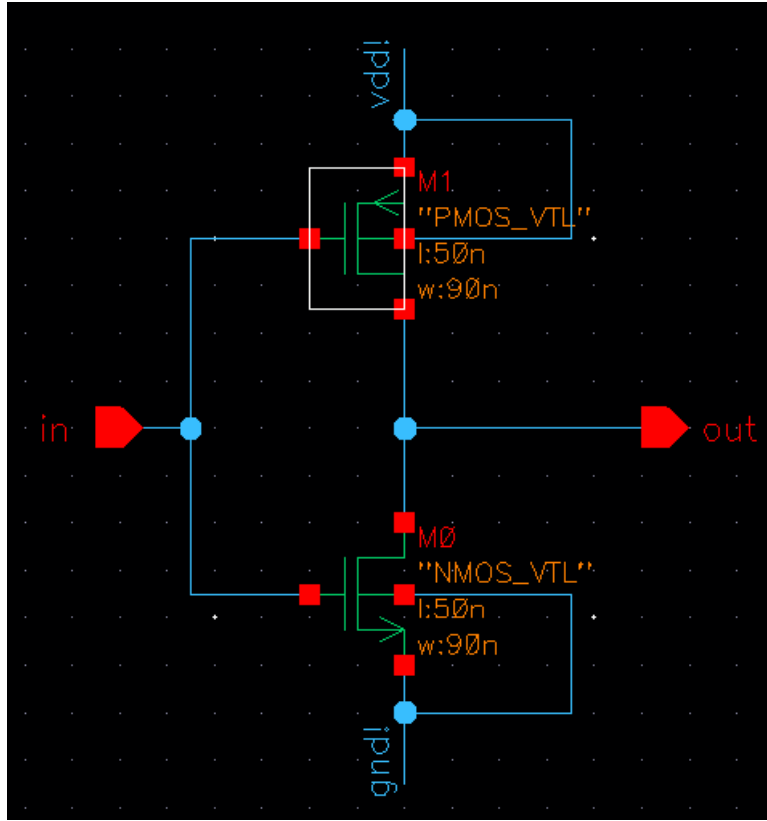 vdd!
M1
"PMOS_VTL"
l:50n
w:90n
in
out
M0
"NMOS_VTL"
l:50n
w:90n
gnd!